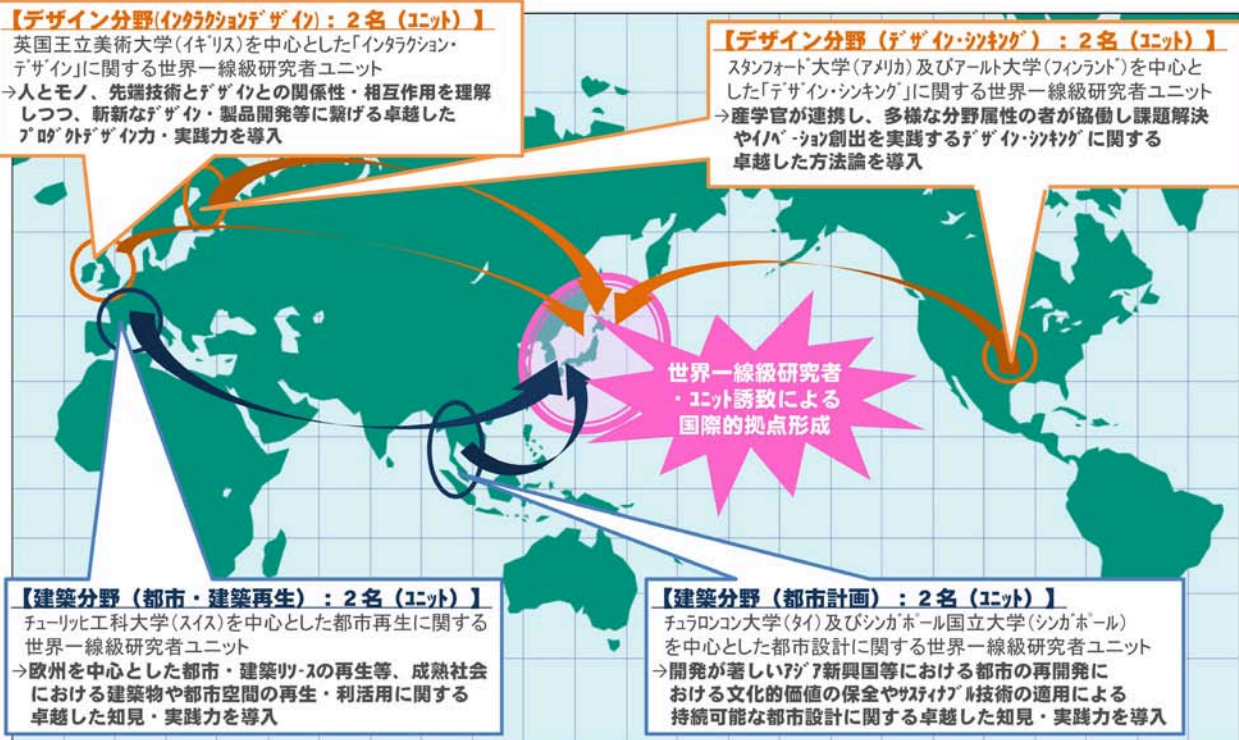 【デザイン分野(ｲﾝﾀﾗｸｼｮﾝﾃﾞｻﾞｲﾝ)：２名（ﾕﾆｯﾄ）】
英国王立美術大学(ｲｷﾞﾘｽ)を中心とした｢インタラクション・
デザイン｣に関する世界一線級研究者ユニット
→人とモノ、先端技術とデザインとの関係性・相互作用を理解
しつつ、斬新なデザイン・製品開発等に繋げる卓越した
ﾌﾟﾛﾀﾞｸﾄデザイン力・実践力を導入
【デザイン分野（ﾃﾞｻﾞｲﾝ・ｼﾝｷﾝｸﾞ）：２名（ﾕﾆｯﾄ）】
ｽﾀﾝﾌｫｰﾄﾞ大学(ｱﾒﾘｶ)及びｱｰﾙﾄ大学(ﾌｨﾝﾗﾝﾄﾞ)を中心と
した｢ﾃﾞｻﾞｲﾝ・ｼﾝｷﾝｸﾞ｣に関する世界一線級研究者ユニット
→産学官が連携し、多様な分野属性の者が協働し課題解決
やｲﾉﾍﾞｰｼｮﾝ創出を実践するﾃﾞｻﾞｲﾝ・ｼﾝｷﾝｸﾞに関する
卓越した方法論を導入
世界一線級研究者
・ﾕﾆｯﾄ誘致による
国際的拠点形成
【建築分野（都市・建築再生）：２名（ﾕﾆｯﾄ）】
ﾁｭｰﾘｯﾋ工科大学(ｽｲｽ)を中心とした都市再生に関する
世界一線級研究者ユニット
→欧州を中心とした都市・建築ﾘｿｰｽの再生等、成熟社会
における建築物や都市空間の再生・利活用に関する
卓越した知見・実践力を導入
【建築分野（都市計画）：２名（ﾕﾆｯﾄ）】
ﾁｭﾗﾛﾝｺﾝ大学(ﾀｲ)及びｼﾝｶﾞﾎﾟｰﾙ国立大学(ｼﾝｶﾞﾎﾟｰﾙ)
を中心とした都市設計に関する世界一線級研究者ユニット
→開発が著しいｱｼﾞｱ新興国等における都市の再開発に
おける文化的価値の保全やｻｽﾃｨﾅﾌﾞﾙ技術の適用による
持続可能な都市設計に関する卓越した知見・実践力を導入